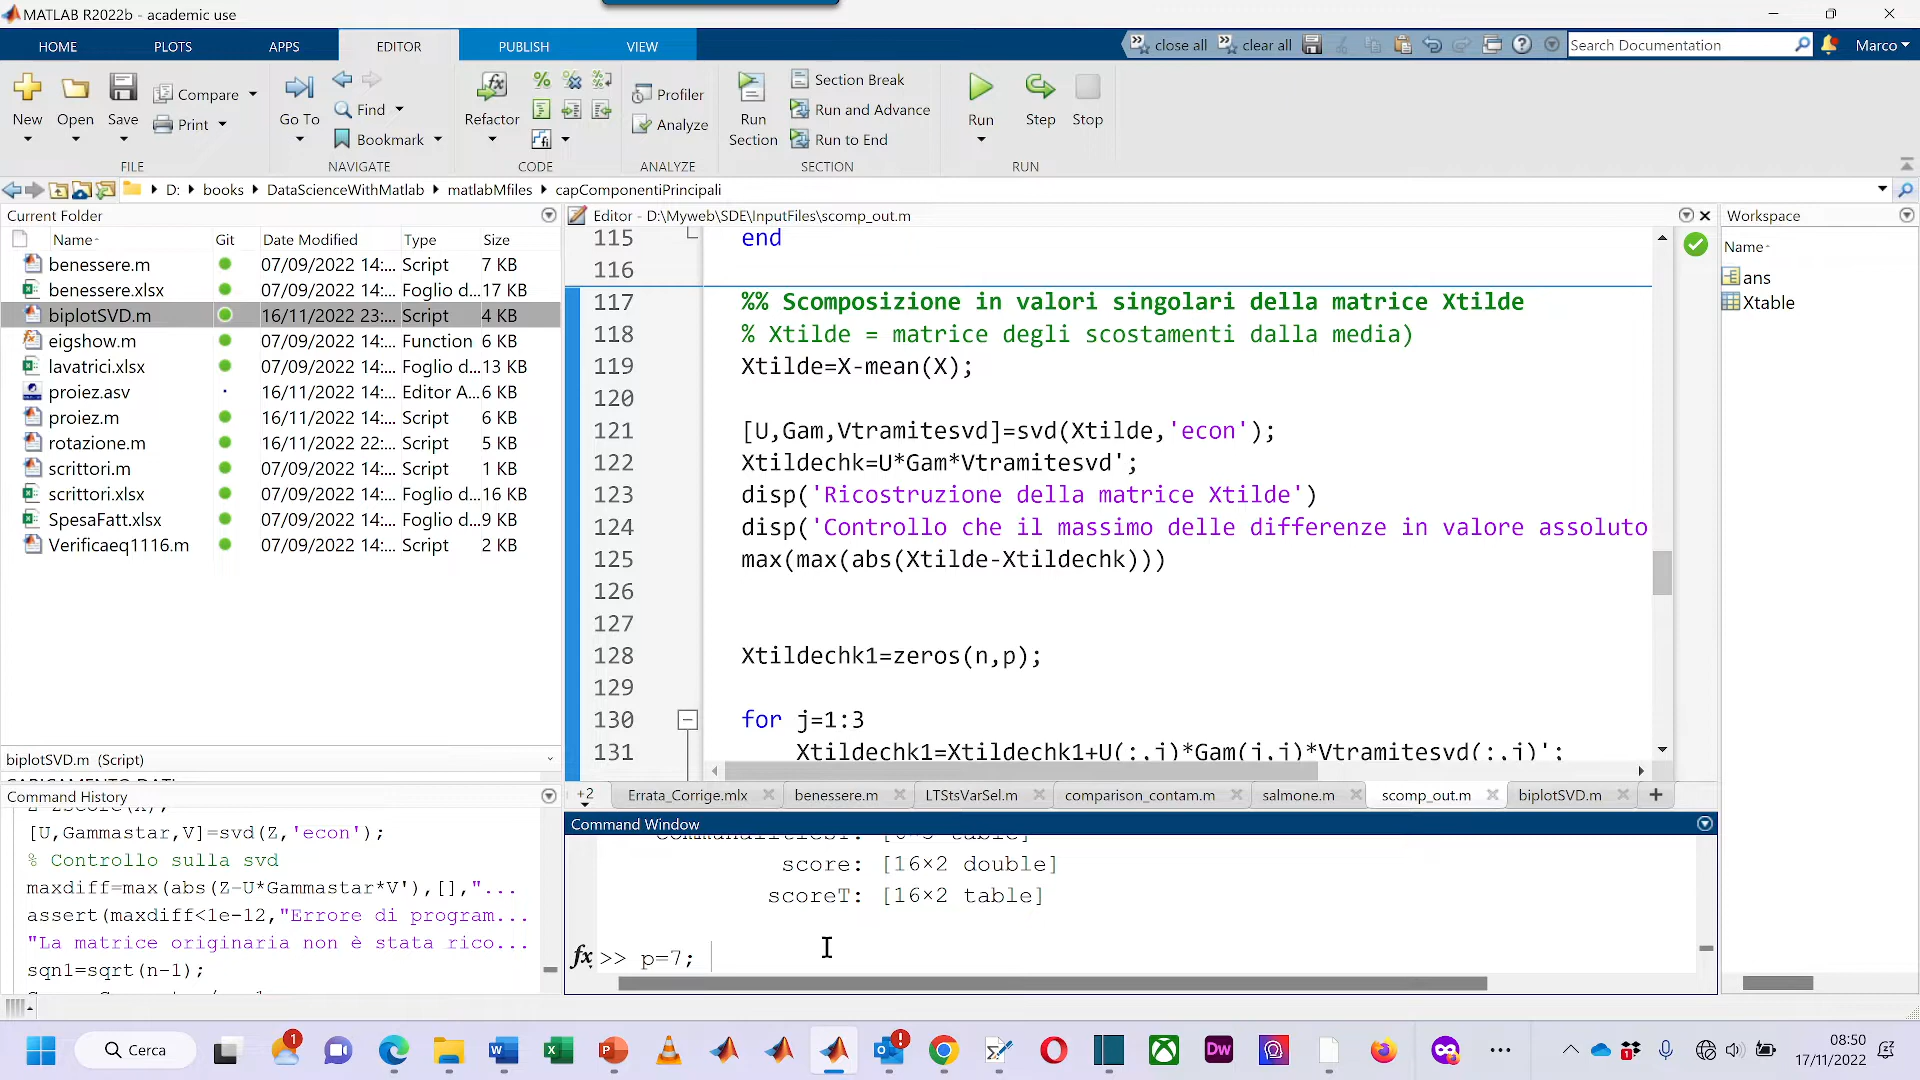 MATLAB R2022b - academic use
HOME PLOTS APPS EDITOR PUBLISH VIEW close all clear all Search Documentation Marco
New Open Save Compare Print Go To Find Bookmark Refactor Profiler Analyze Run Section Section Break Run and Advance Run to End Run Step Stop
FILE NAVIGATE CODE ANALYZE SECTION RUN
D: books DataScienceWithMatlab matlabMfiles capComponentiPrincipali
Current Folder
Name Git Date Modified Type Size
benessere.m 07/09/2022 14:... Script 7 KB
benessere.xlsx 07/09/2022 14:... Foglio d... 17 KB
biplotSVD.m 16/11/2022 23:... Script 4 KB
eigshow.m 07/09/2022 14:... Function 6 KB
lavatrici.xlsx 07/09/2022 14:... Foglio d... 13 KB
proiez.asv 16/11/2022 14:... Editor A... 6 KB
proiez.m 16/11/2022 14:... Script 6 KB
rotazione.m 16/11/2022 22:... Script 5 KB
scrittori.m 07/09/2022 14:... Script 1 KB
scrittori.xlsx 07/09/2022 14:... Foglio d... 16 KB
SpesaFatt.xlsx 07/09/2022 14:... Foglio d... 9 KB
Verificaeq1116.m 07/09/2022 14:... Script 2 KB
biplotSVD.m (Script)
Command History
[U,Gammastar,V]=svd(Z,'econ');
% Controllo sulla svd
maxdiff=max(abs(Z-U*Gammastar*V'),[],"...
assert(maxdiff<1e-12,"Errore di program...
"La matrice originaria non è stata rico...
sqn1=sqrt(n-1);
Editor - D:\Myweb\SDE\InputFiles\scomp_out.m
115 end
116
117 %% Scomposizione in valori singolari della matrice Xtilde
118 % Xtilde = matrice degli scostamenti dalla media)
119 Xtilde=X-mean(X);
120
121 [U,Gam,Vtramitesvd]=svd(Xtilde,'econ');
122 Xtildechk=U*Gam*Vtramitesvd';
123 disp('Ricostruzione della matrice Xtilde')
124 disp('Controllo che il massimo delle differenze in valore assoluto
125 max(max(abs(Xtilde-Xtildechk)))
126
127
128 Xtildechk1=zeros(n,p);
129
130 for j=1:3
131 Xtildechk1=Xtildechk1+U(:,j)*Gam(j,j)*Vtramitesvd(:,j)';
+2 Errata_Corrige.mlx benessere.m LTStsVarSel.m comparison_contam.m salmone.m scomp_out.m biplotSVD.m
Command Window
score: [16×2 double]
scoreT: [16×2 table]
fx >> p=7;
Workspace
Name
ans
Xtable
Cerca
1
Dw
1
08:50
17/11/2022